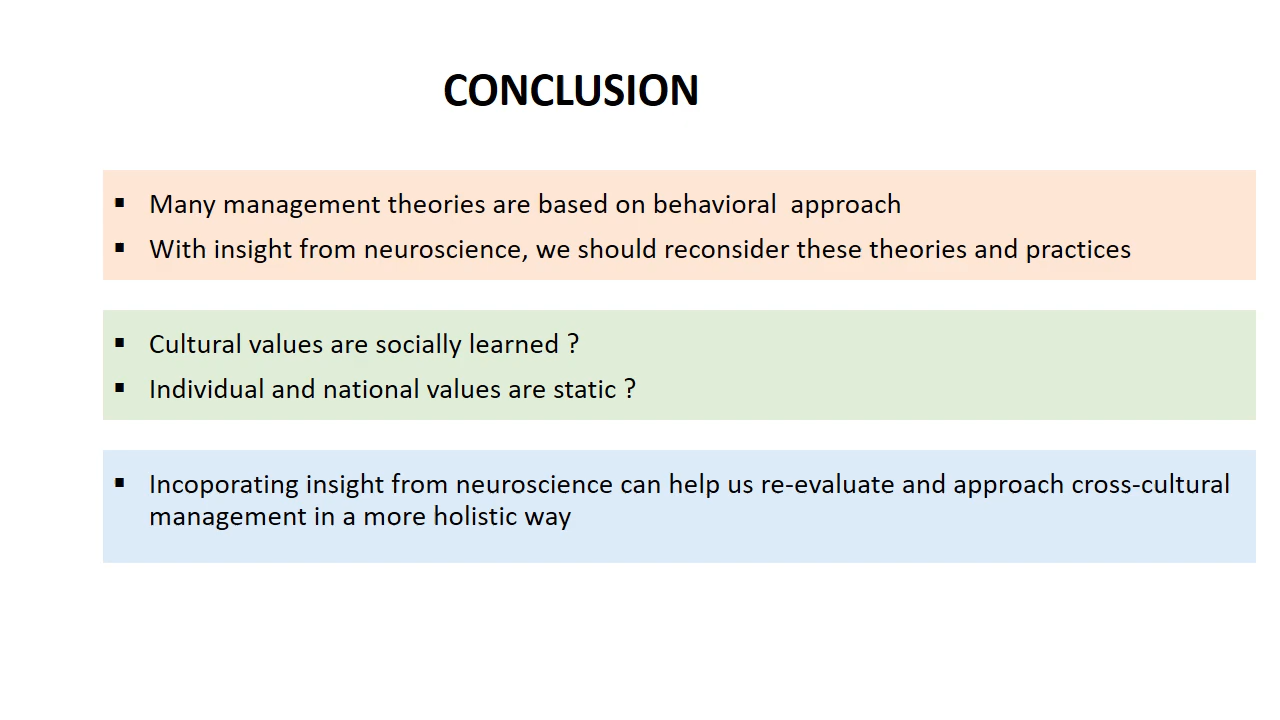 CONCLUSION
▪ Many management theories are based on behavioral  approach
▪ With insight from neuroscience, we should reconsider these theories and practices
▪ Cultural values are socially learned ?
▪ Individual and national values are static ?
▪ Incoporating insight from neuroscience can help us re-evaluate and approach cross-cultural
management in a more holistic way